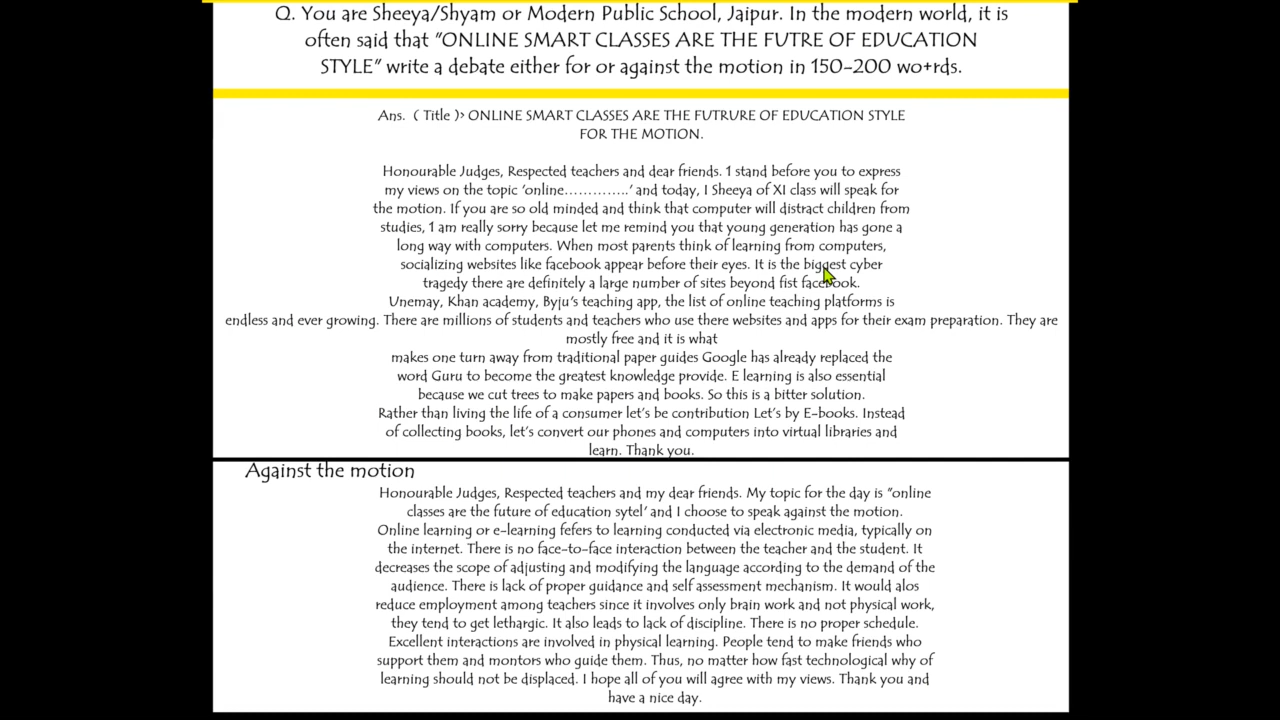 Q. You are Sheeya/Shyam or Modern Public School, Jaipur. In the modern world, it is
often said that "ONLINE SMART CLASSES ARE THE FUTRE OF EDUCATION
STYLE" write a debate either for or against the motion in 150-200 wo+rds.
Ans. ( Title )> ONLINE SMART CLASSES ARE THE FUTRURE OF EDUCATION STYLE
FOR THE MOTION.
Honourable Judges, Respected teachers and dear friends. 1 stand before you to express
my views on the topic 'online.............' and today, I Sheeya of XI class will speak for
the motion. If you are so old minded and think that computer will distract children from
studies, 1 am really sorry because let me remind you that young generation has gone a
long way with computers. When most parents think of learning from computers,
socializing websites like facebook appear before their eyes. It is the biggest cyber
tragedy there are definitely a large number of sites beyond fist facebook.
Unemay, Khan academy, Byju's teaching app, the list of online teaching platforms is
endless and ever growing. There are millions of students and teachers who use there websites and apps for their exam preparation. They are
mostly free and it is what
makes one turn away from traditional paper guides Google has already replaced the
word Guru to become the greatest knowledge provide. E learning is also essential
because we cut trees to make papers and books. So this is a bitter solution.
Rather than living the life of a consumer let's be contribution Let's by E-books. Instead
of collecting books, let's convert our phones and computers into virtual libraries and
learn. Thank you.
Against the motion
Honourable Judges, Respected teachers and my dear friends. My topic for the day is "online
classes are the future of education sytel' and I choose to speak against the motion.
Online learning or e-learning fefers to learning conducted via electronic media, typically on
the internet. There is no face-to-face interaction between the teacher and the student. It
decreases the scope of adjusting and modifying the language according to the demand of the
audience. There is lack of proper guidance and self assessment mechanism. It would alos
reduce employment among teachers since it involves only brain work and not physical work,
they tend to get lethargic. It also leads to lack of discipline. There is no proper schedule.
Excellent interactions are involved in physical learning. People tend to make friends who
support them and montors who guide them. Thus, no matter how fast technological why of
learning should not be displaced. I hope all of you will agree with my views. Thank you and
have a nice day.